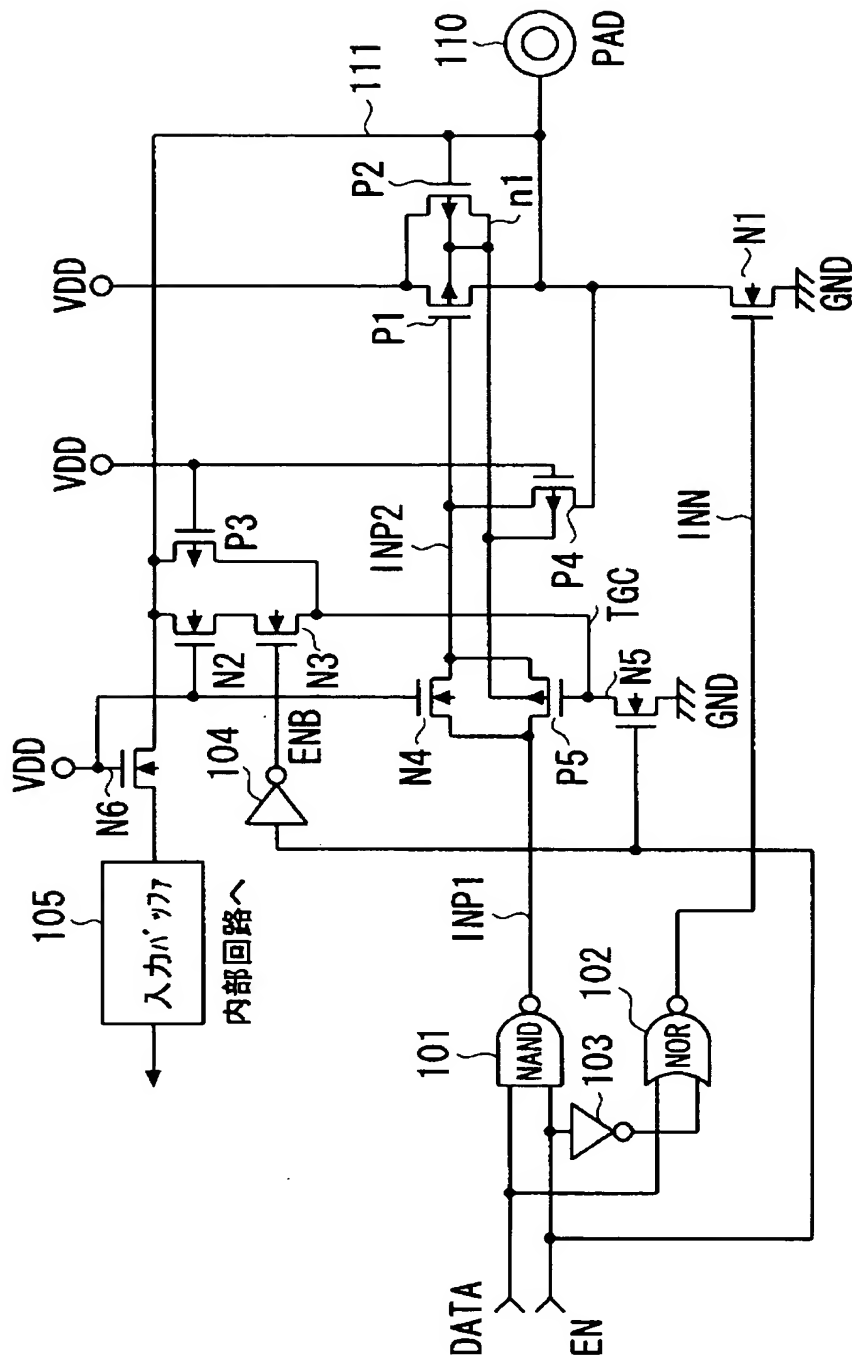 VDD
VDD
VDD
111
110
PAD
105
入力バッファ
内部回路へ
N6
104
ENB
N2
N3
P3
P1
P2
n1
INP2
N4
P4
P5
TGC
N5
GND
N1
GND
INN
INP1
101
NAND
103
102
NOR
DATA
EN